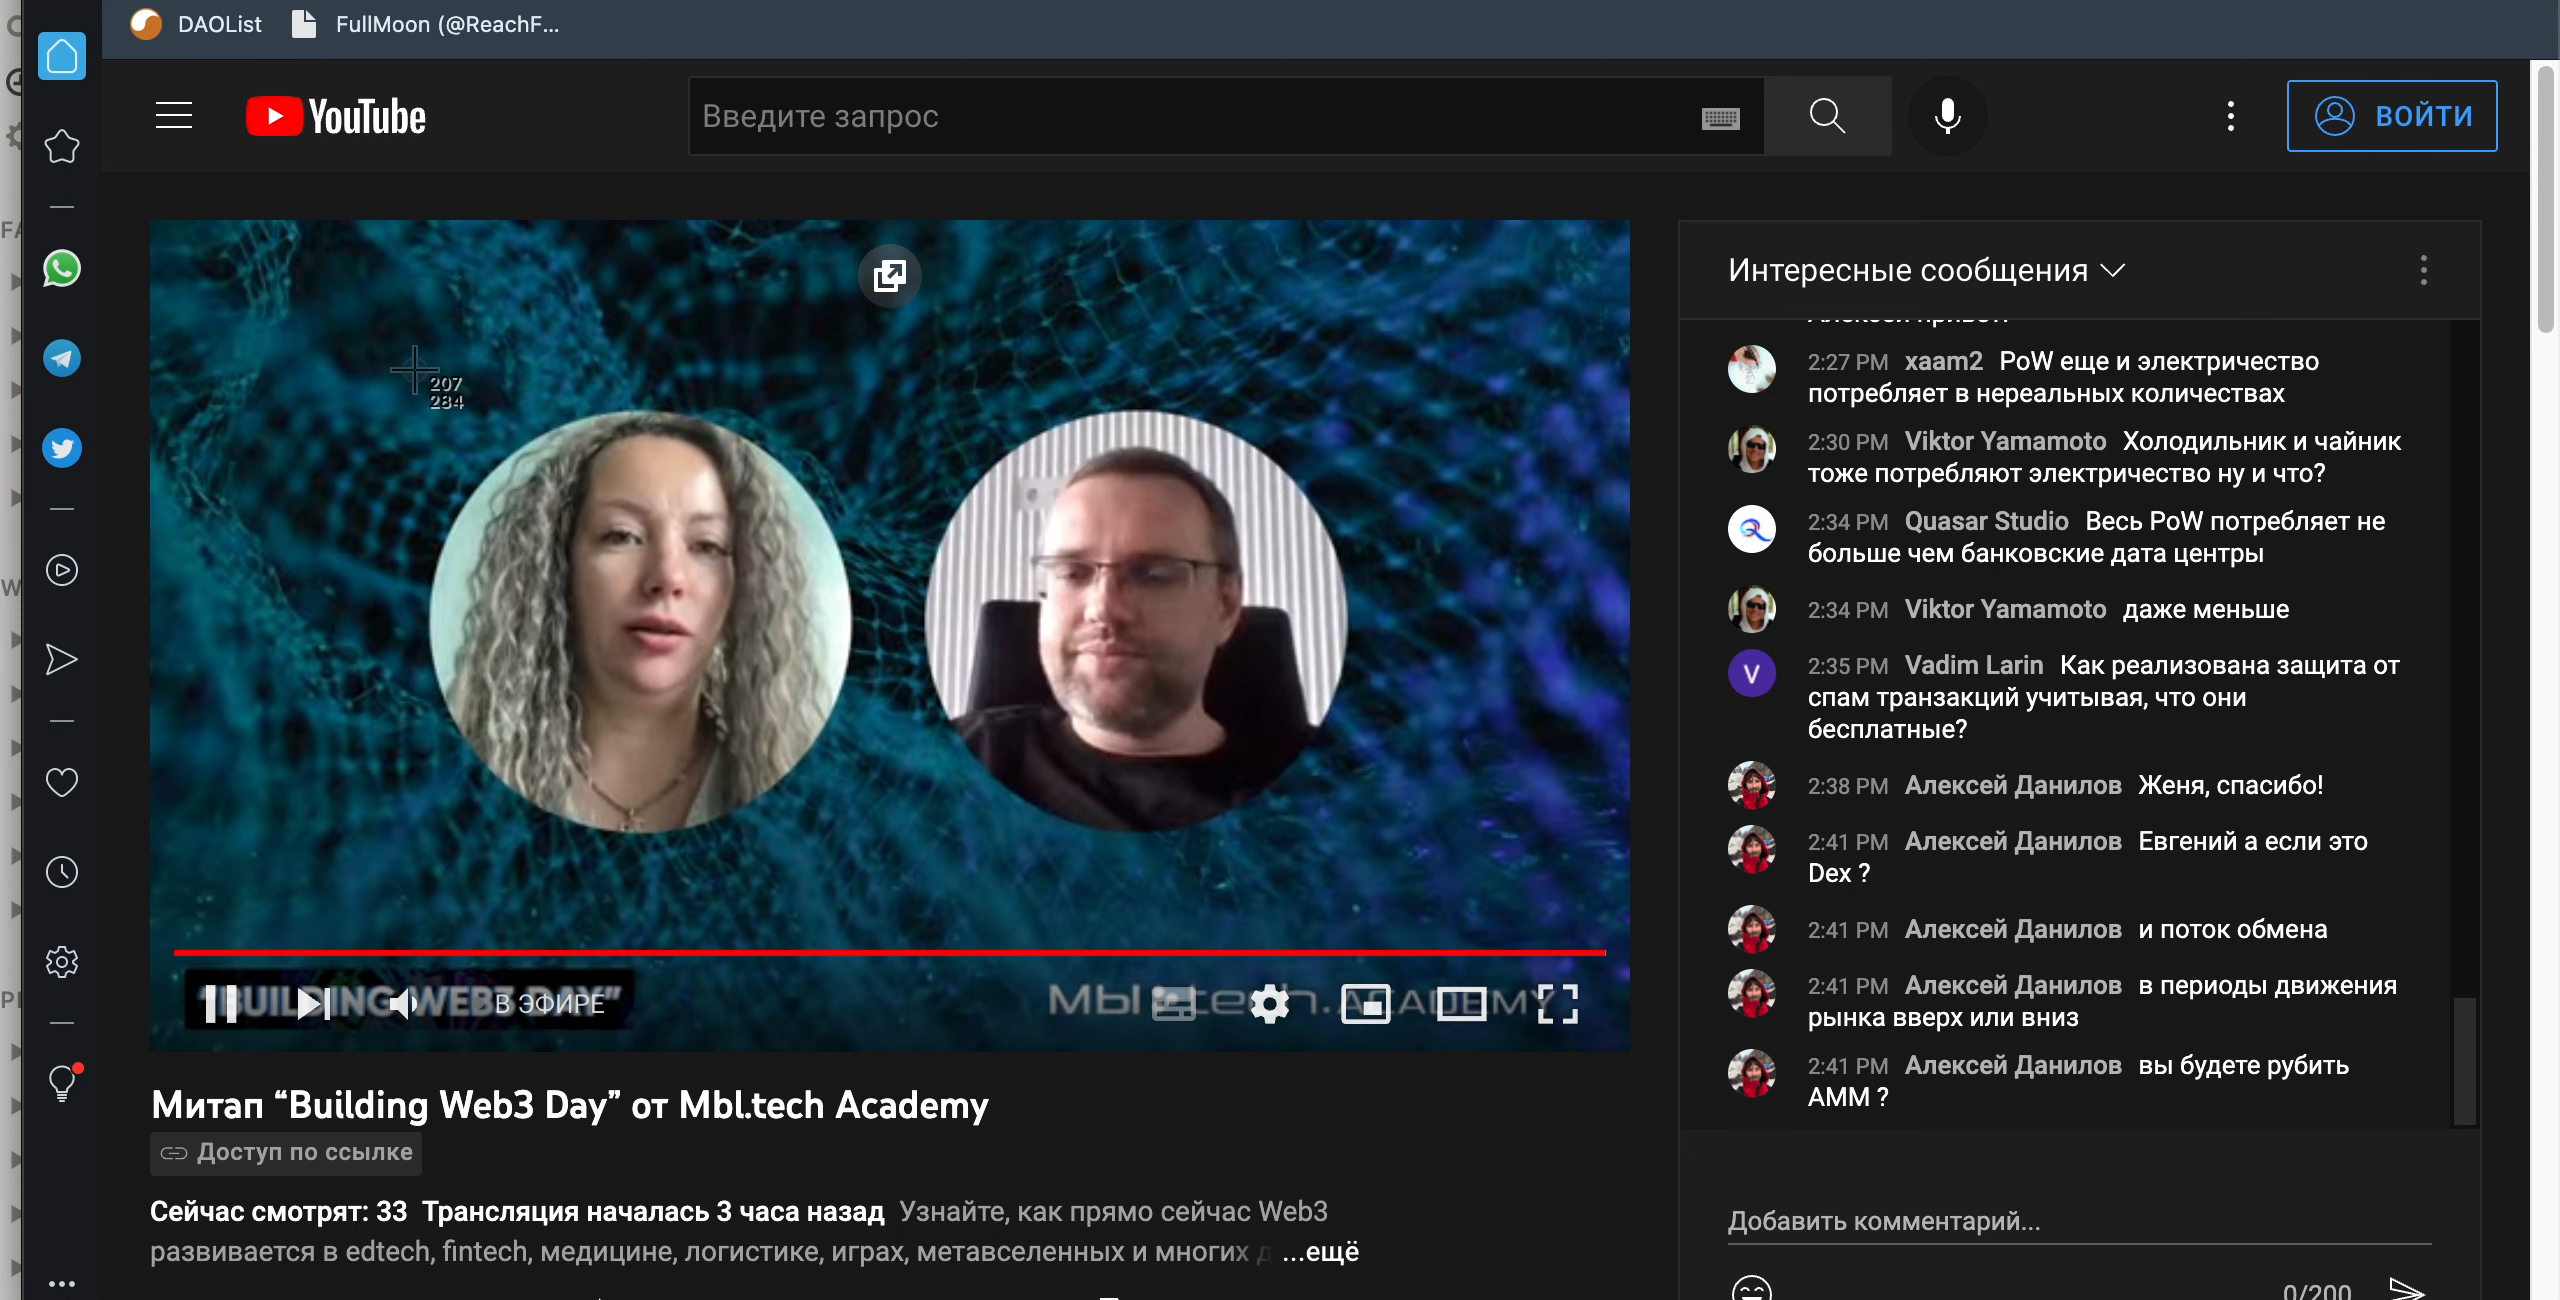 DAOList
FullMoon (@ReachF...
YouTube
Введите запрос
ВОЙТИ
207
284
"BUILDING WEB3 DAY"
В ЭФИРЕ
Митап “Building Web3 Day” от Mbl.tech Academy
Доступ по ссылке
Сейчас смотрят: 33 Трансляция началась 3 часа назад Узнайте, как прямо сейчас Web3
развивается в edtech, fintech, медицине, логистике, играх, метавселенных и многих ...ещё
Интересные сообщения
2:27 PM xaam2 PoW еще и электричество
потребляет в нереальных количествах
2:30 PM Viktor Yamamoto Холодильник и чайник
тоже потребляют электричество ну и что?
2:34 PM Quasar Studio Весь PoW потребляет не
больше чем банковские дата центры
2:34 PM Viktor Yamamoto даже меньше
V
2:35 PM Vadim Larin Как реализована защита от
спам транзакций учитывая, что они
бесплатные?
2:38 PM Алексей Данилов Женя, спасибо!
2:41 PM Алексей Данилов Евгений а если это
Dex ?
2:41 PM Алексей Данилов и поток обмена
2:41 PM Алексей Данилов в периоды движения
рынка вверх или вниз
2:41 PM Алексей Данилов вы будете рубить
AMM ?
Добавить комментарий...
0/200